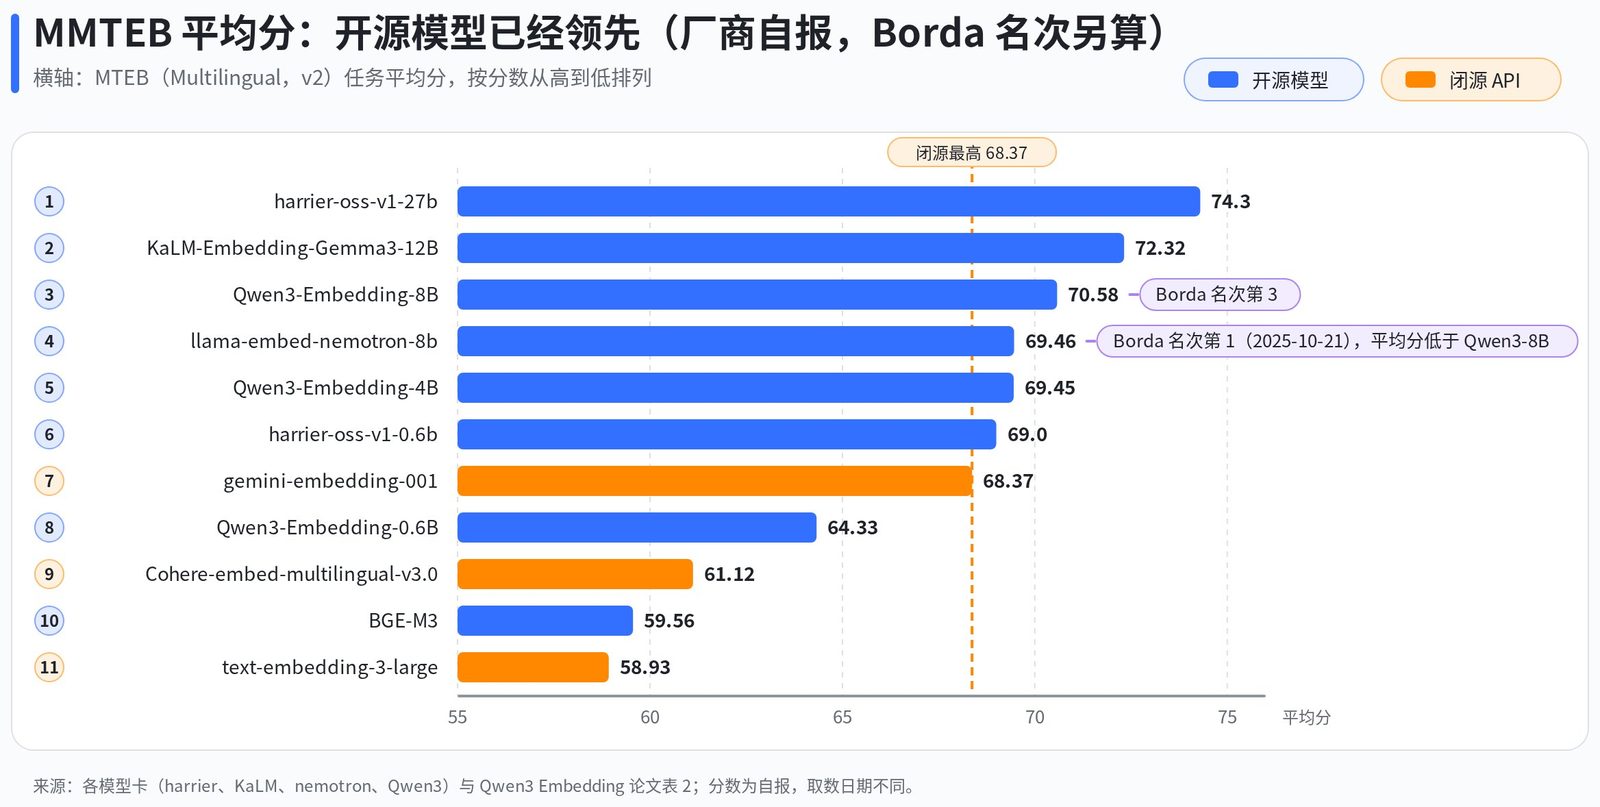 MMTEB 平均分：开源模型已经领先（厂商自报，Borda 名次另算）
横轴：MTEB（Multilingual，v2）任务平均分，按分数从高到低排列
开源模型
闭源 API
闭源最高 68.37
1 harrier-oss-v1-27b 74.3
2 KaLM-Embedding-Gemma3-12B 72.32
3 Qwen3-Embedding-8B 70.58 Borda 名次第 3
4 llama-embed-nemotron-8b 69.46 Borda 名次第 1（2025-10-21），平均分低于 Qwen3-8B
5 Qwen3-Embedding-4B 69.45
6 harrier-oss-v1-0.6b 69.0
7 gemini-embedding-001 68.37
8 Qwen3-Embedding-0.6B 64.33
9 Cohere-embed-multilingual-v3.0 61.12
10 BGE-M3 59.56
11 text-embedding-3-large 58.93
55 60 65 70 75 平均分
来源：各模型卡（harrier、KaLM、nemotron、Qwen3）与 Qwen3 Embedding 论文表 2；分数为自报，取数日期不同。